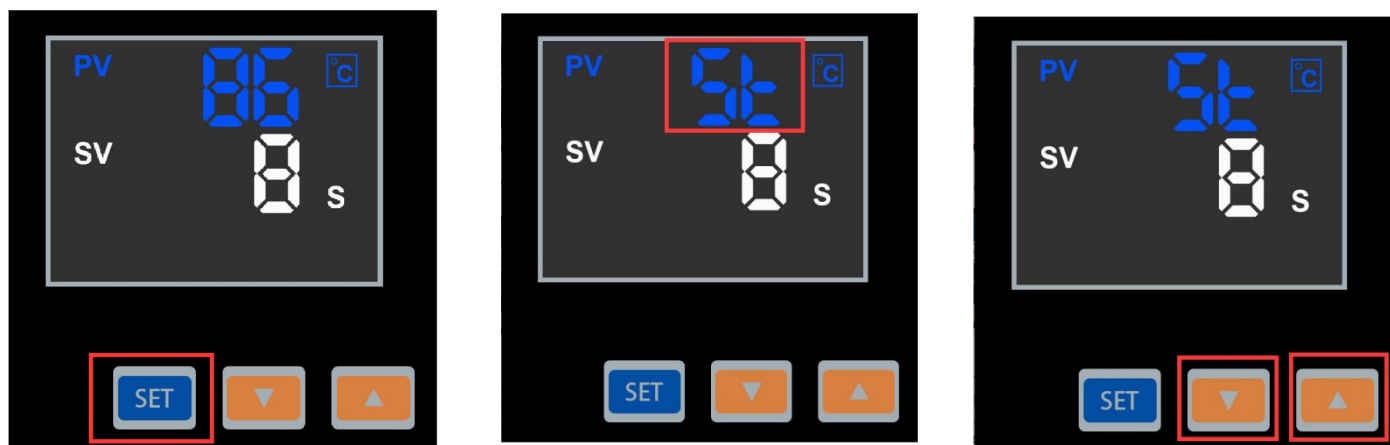 PV 86 °C
SV 8 S
SET ▼ ▲
PV St °C
SV 8 S
SET ▼ ▲
PV St °C
SV 8 S
SET ▼ ▲